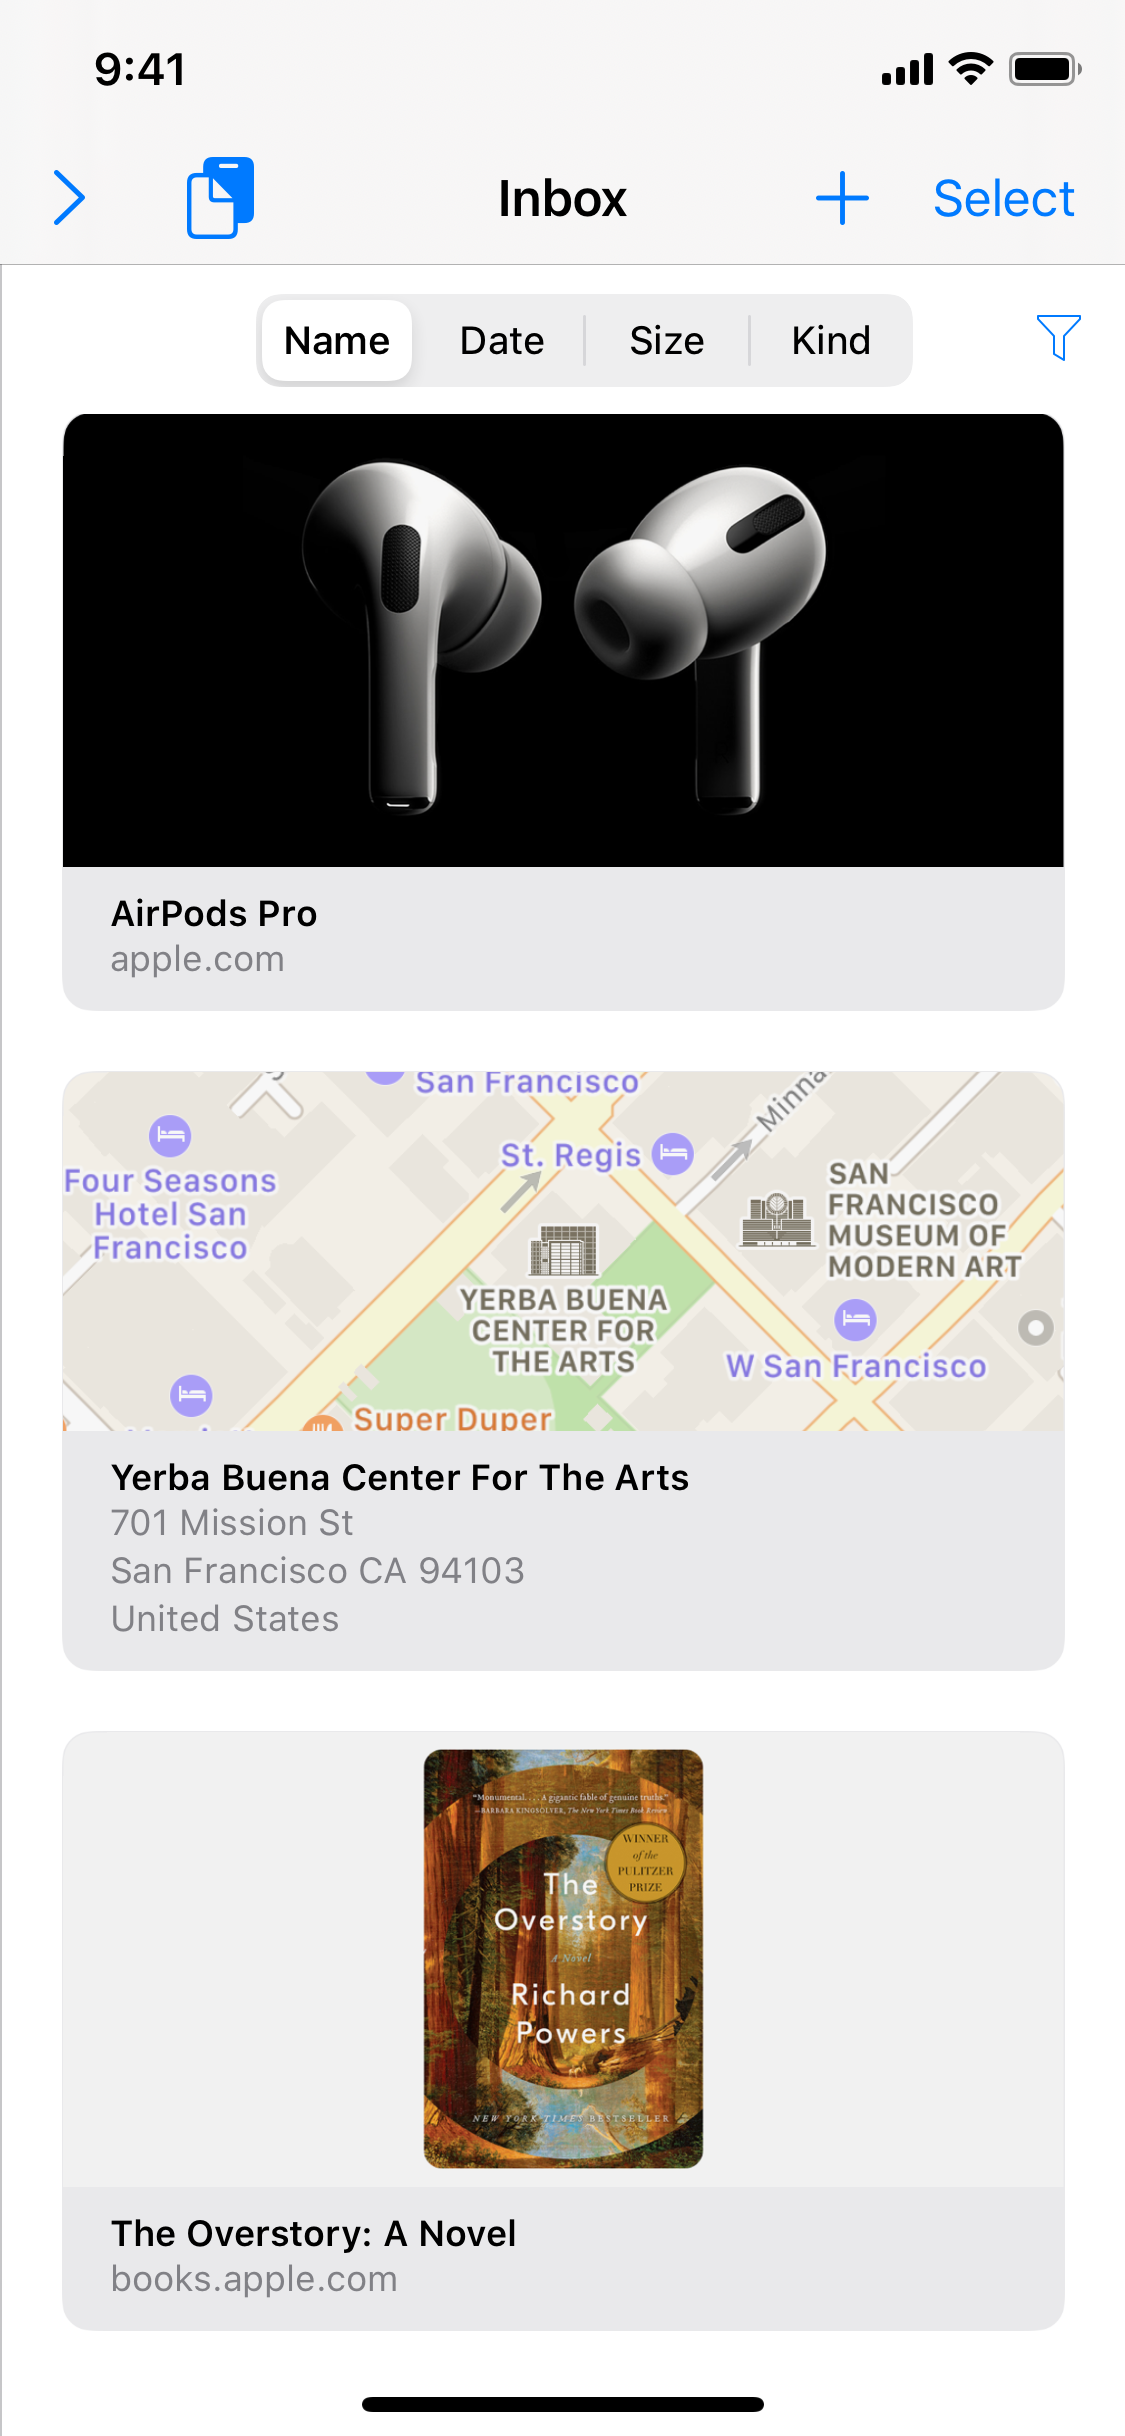 9:41
Inbox
Select
Name Date Size Kind
AirPods Pro
apple.com
San Francisco
Minna
St. Regis
Four Seasons
Hotel San
Francisco
SAN
FRANCISCO
MUSEUM OF
MODERN ART
YERBA BUENA
CENTER FOR
THE ARTS
W San Francisco
Super Duper
Yerba Buena Center For The Arts
701 Mission St
San Francisco CA 94103
United States
"Monumental. . . . A gigantic fable of genuine truths."
—BARBARA KINGSOLVER, The New York Times Book Review
WINNER
of the
PULITZER
PRIZE
The
Overstory
A Novel
Richard
Powers
NEW YORK TIMES BESTSELLER
The Overstory: A Novel
books.apple.com